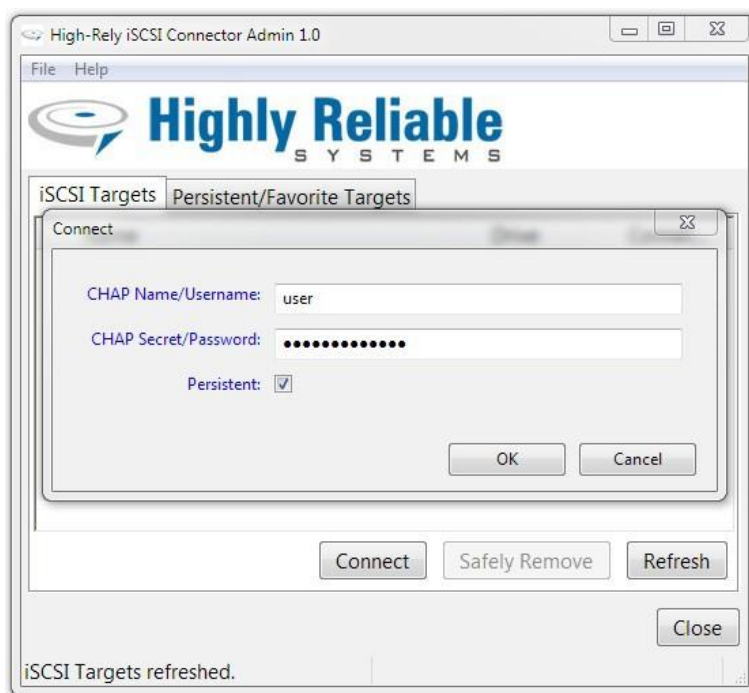 High-Rely iSCSI Connector Admin 1.0
File Help
Highly Reliable
SYSTEMS
iSCSI Targets Persistent/Favorite Targets
Connect
Drive
CHAP Name/Username: user
CHAP Secret/Password: •••••••••••••
Persistent:
OK Cancel
Connect Safely Remove Refresh
Close
iSCSI Targets refreshed.